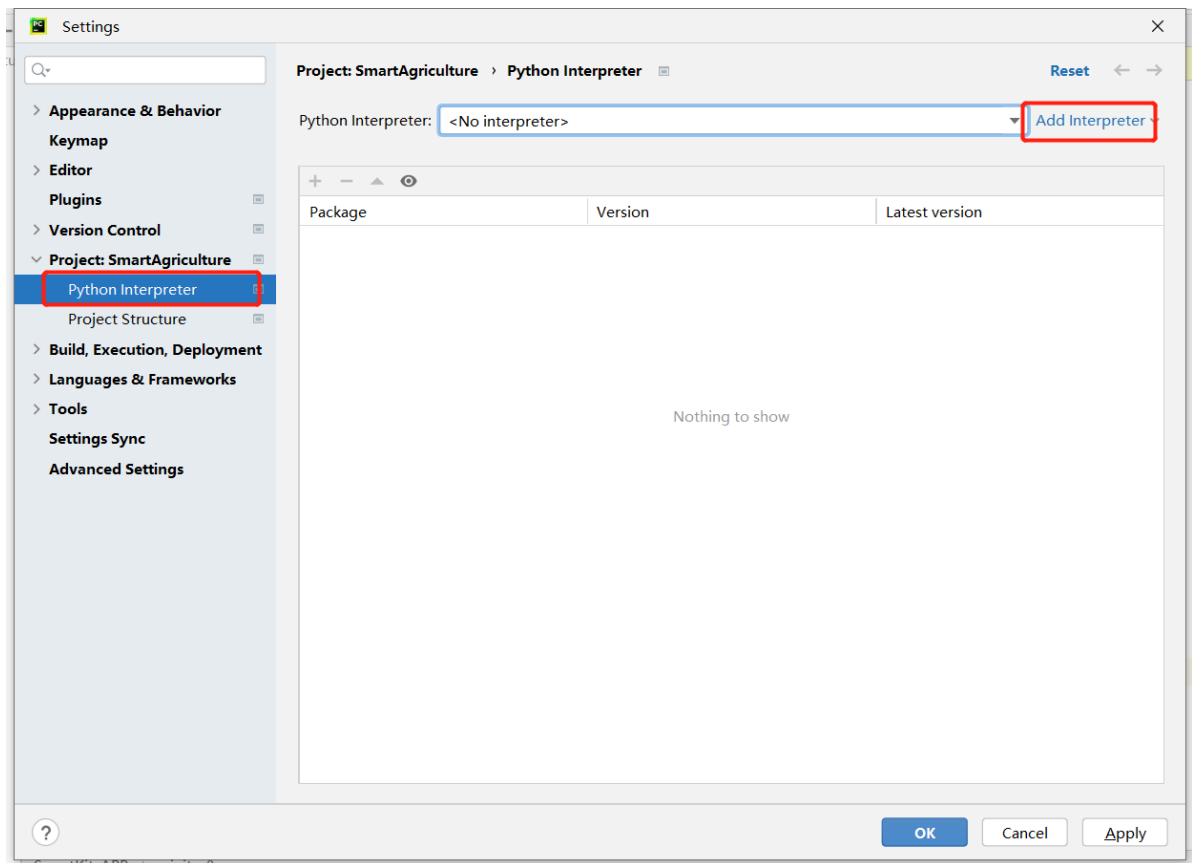 PC
Settings
Project: SmartAgriculture › Python Interpreter
Reset
Appearance & Behavior
Keymap
Editor
Plugins
Version Control
Project: SmartAgriculture
Python Interpreter
Project Structure
Build, Execution, Deployment
Languages & Frameworks
Tools
Settings Sync
Advanced Settings
Python Interpreter: <No interpreter> Add Interpreter
Package Version Latest version
Nothing to show
?
OK Cancel Apply